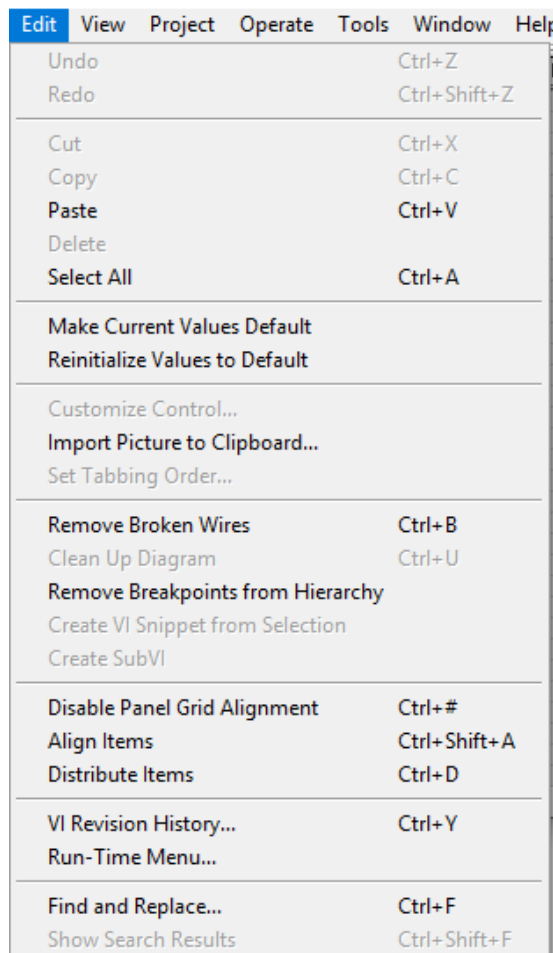 Edit View Project Operate Tools Window Help
Undo Ctrl+Z
Redo Ctrl+Shift+Z
Cut Ctrl+X
Copy Ctrl+C
Paste Ctrl+V
Delete
Select All Ctrl+A
Make Current Values Default
Reinitialize Values to Default
Customize Control...
Import Picture to Clipboard...
Set Tabbing Order...
Remove Broken Wires Ctrl+B
Clean Up Diagram Ctrl+U
Remove Breakpoints from Hierarchy
Create VI Snippet from Selection
Create SubVI
Disable Panel Grid Alignment Ctrl+#
Align Items Ctrl+Shift+A
Distribute Items Ctrl+D
VI Revision History... Ctrl+Y
Run-Time Menu...
Find and Replace... Ctrl+F
Show Search Results Ctrl+Shift+F